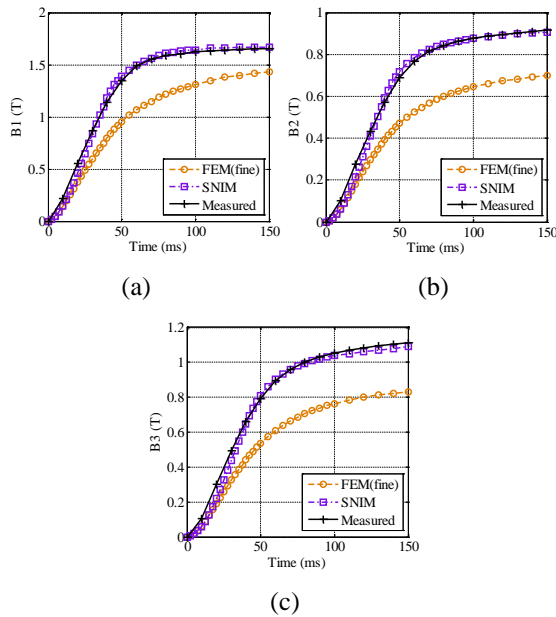 2
1.5
1
0.5
0
B1 (T)
0 50 100 150
Time (ms)
FEM(fine)
SNIM
Measured
(a)
1
0.8
0.6
0.4
0.2
0
B2 (T)
0 50 100 150
Time (ms)
FEM(fine)
SNIM
Measured
(b)
1.2
1
0.8
0.6
0.4
0.2
0
B3 (T)
0 50 100 150
Time (ms)
FEM(fine)
SNIM
Measured
(c)